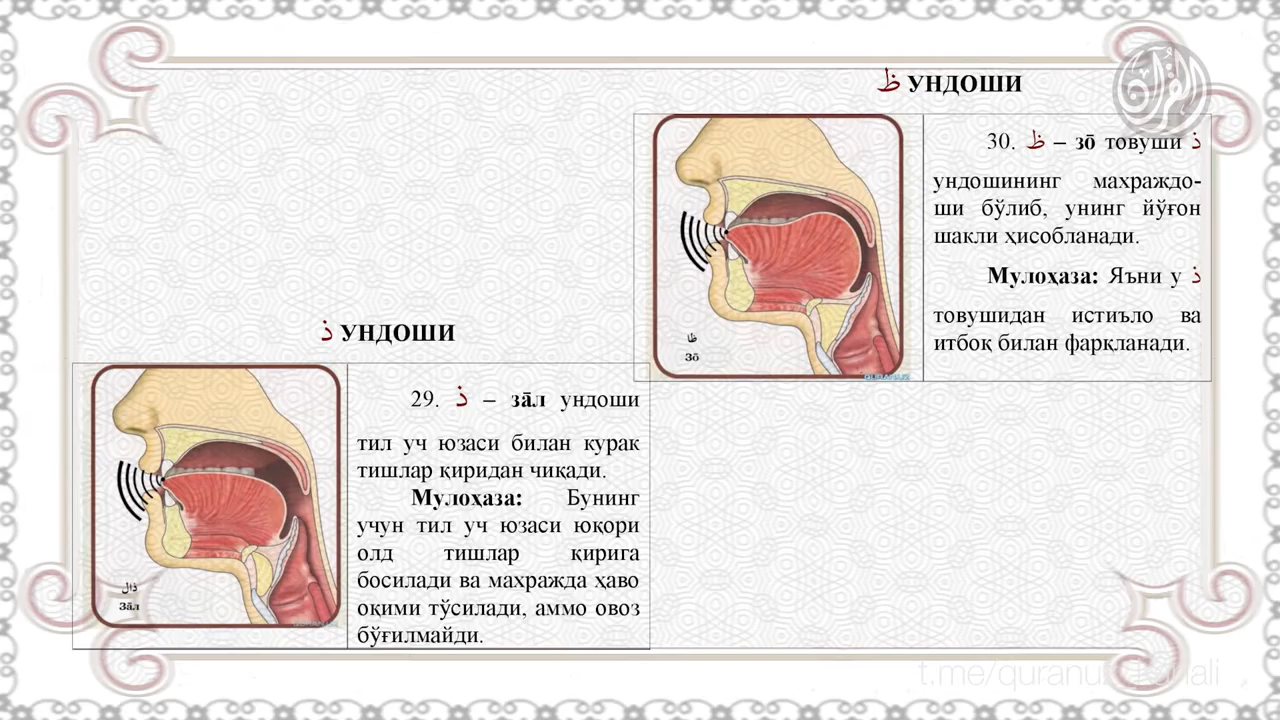 ظ УНДОШИ
30. ظ – зō товуши ذ
ундошининг махраждо-
ши бўлиб, унинг йўғон
шакли ҳисобланади.
Мулоҳаза: Яъни у ذ
товушидан истиъло ва
итбоқ билан фарқланади.
ظا
Зō
ذ УНДОШИ
29. ذ – зāл ундоши
тил уч юзаси билан курак
тишлар қиридан чиқади.
Мулоҳаза: Бунинг
учун тил уч юзаси юқори
олд тишлар қирига
босилади ва махражда ҳаво
оқими тўсилади, аммо овоз
бўғилмайди.
ذال
Зāл
القرآن